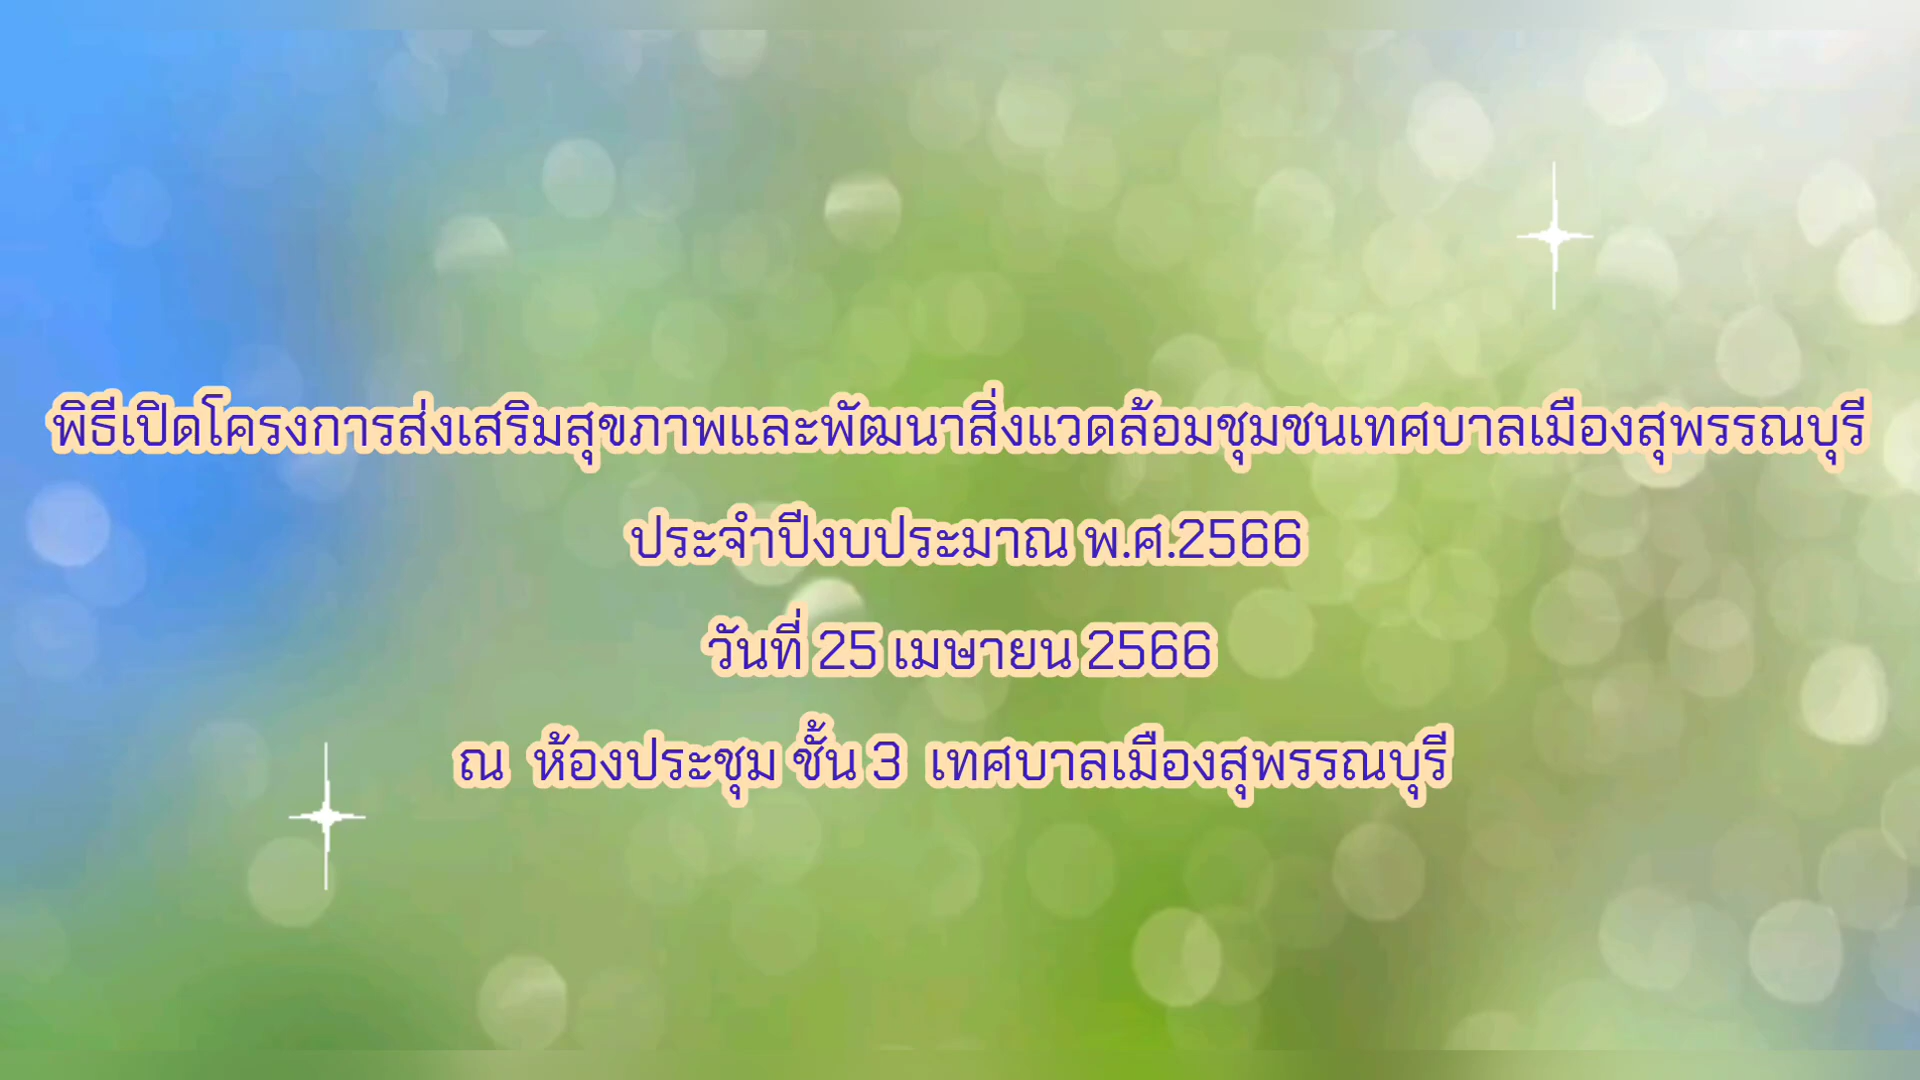 พิธีเปิดโครงการส่งเสริมสุขภาพและพัฒนาสิ่งแวดล้อมชุมชนเทศบาลเมืองสุพรรณบุรี
ประจำปีงบประมาณ พ.ศ.2566
วันที่ 25 เมษายน 2566
ณ ห้องประชุม ชั้น 3 เทศบาลเมืองสุพรรณบุรี